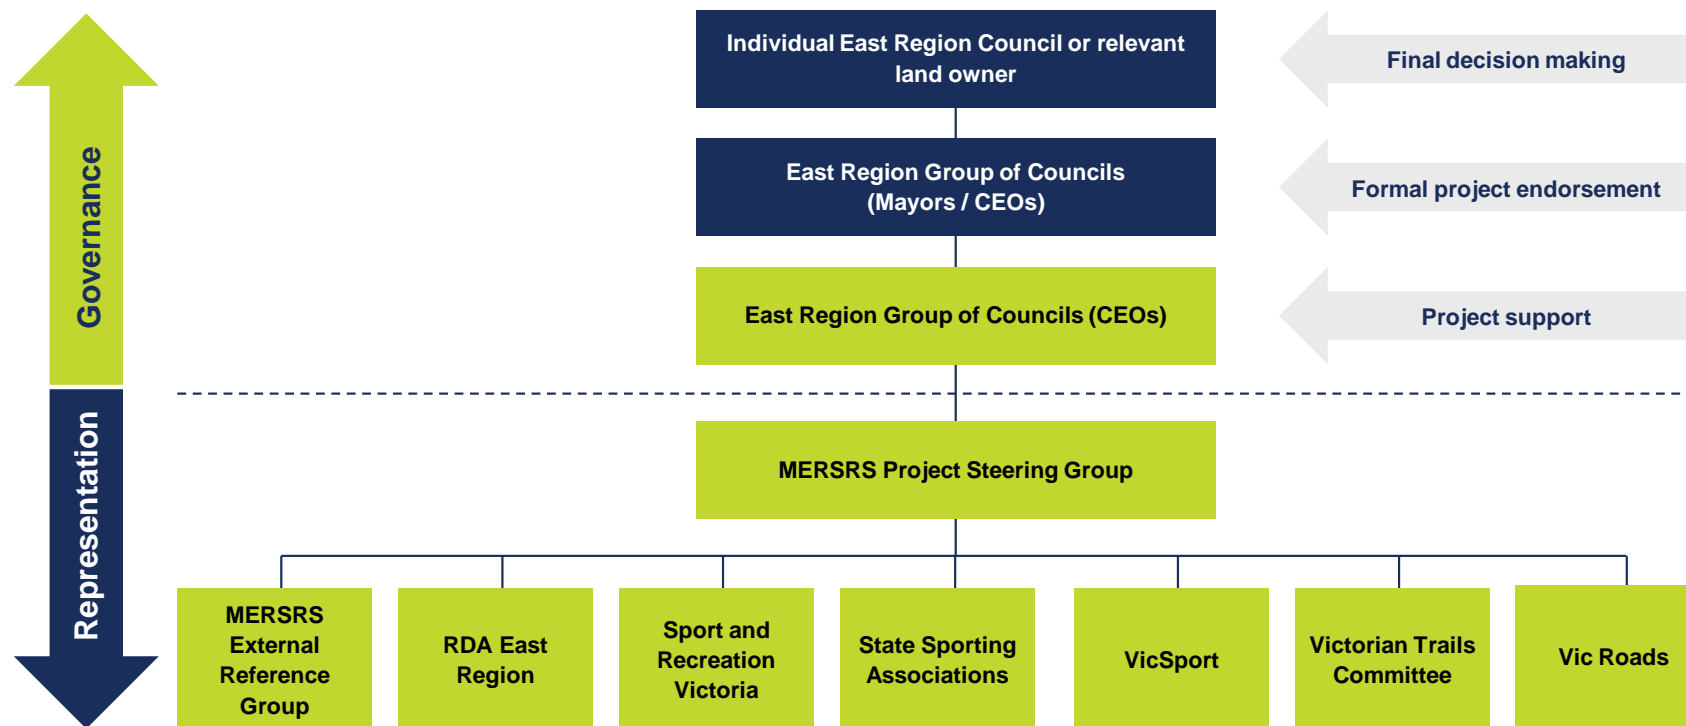 Individual East Region Council or relevant
land owner
Final decision making
Governance
East Region Group of Councils
(Mayors / CEOs)
Formal project endorsement
East Region Group of Councils (CEOs)
Project support
Representation
MERSRS Project Steering Group
MERSRS
External
Reference
Group
RDA East
Region
Sport and
Recreation
Victoria
State Sporting
Associations
VicSport
Victorian Trails
Committee
Vic Roads